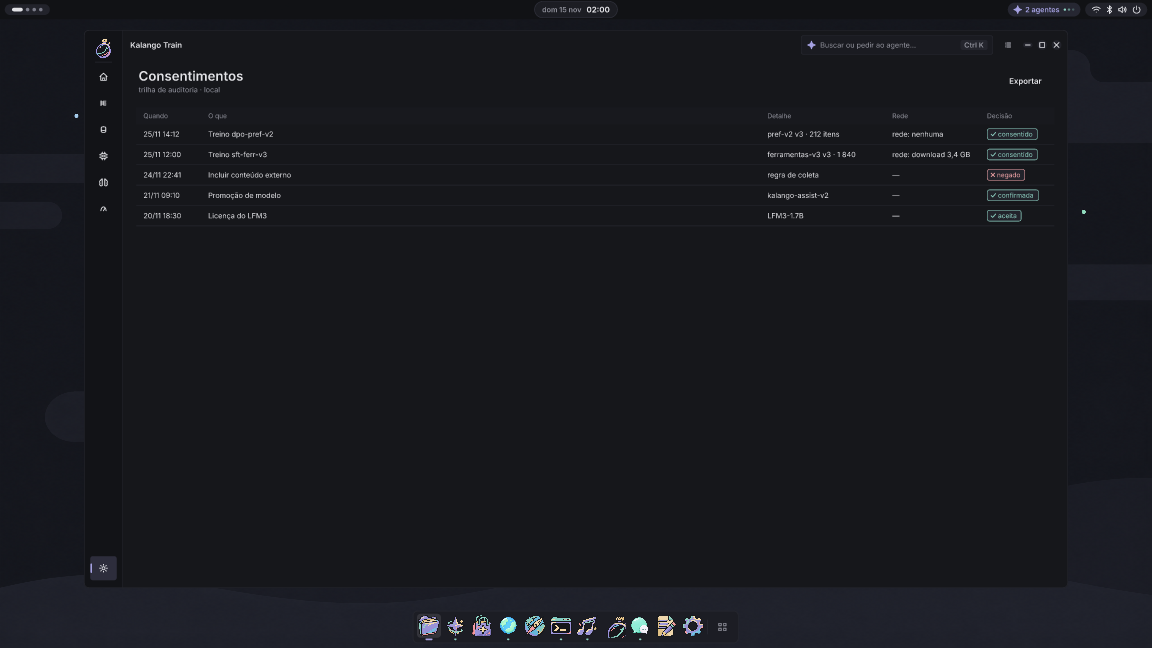 dom 15 nov 02:00
2 agentes
Kalango Train
Buscar ou pedir ao agente... Ctrl K
Consentimentos
trilha de auditoria · local
Exportar
Quando O que Detalhe Rede Decisão
25/11 14:12 Treino dpo-pref-v2 pref-v2 v3 · 212 itens rede: nenhuma consentido
25/11 12:00 Treino sft-ferr-v3 ferramentas-v3 v3 · 1 840 rede: download 3,4 GB consentido
24/11 22:41 Incluir conteúdo externo regra de coleta — negado
21/11 09:10 Promoção de modelo kalango-assist-v2 — confirmada
20/11 18:30 Licença do LFM3 LFM3-1.7B — aceita